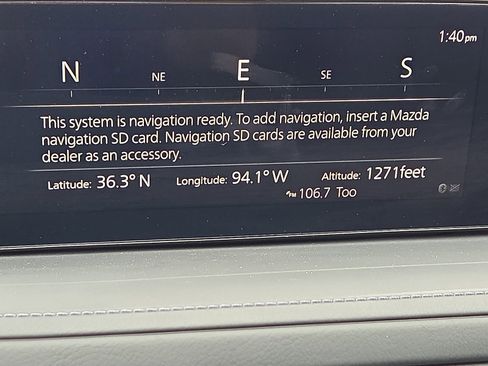 1:40pm
N NE E SE S
This system is navigation ready. To add navigation, insert a Mazda
navigation SD card. Navigation SD cards are available from your
dealer as an accessory.
Latitude: 36.3° N Longitude: 94.1° W Altitude: 1271feet
FM 106.7 Too